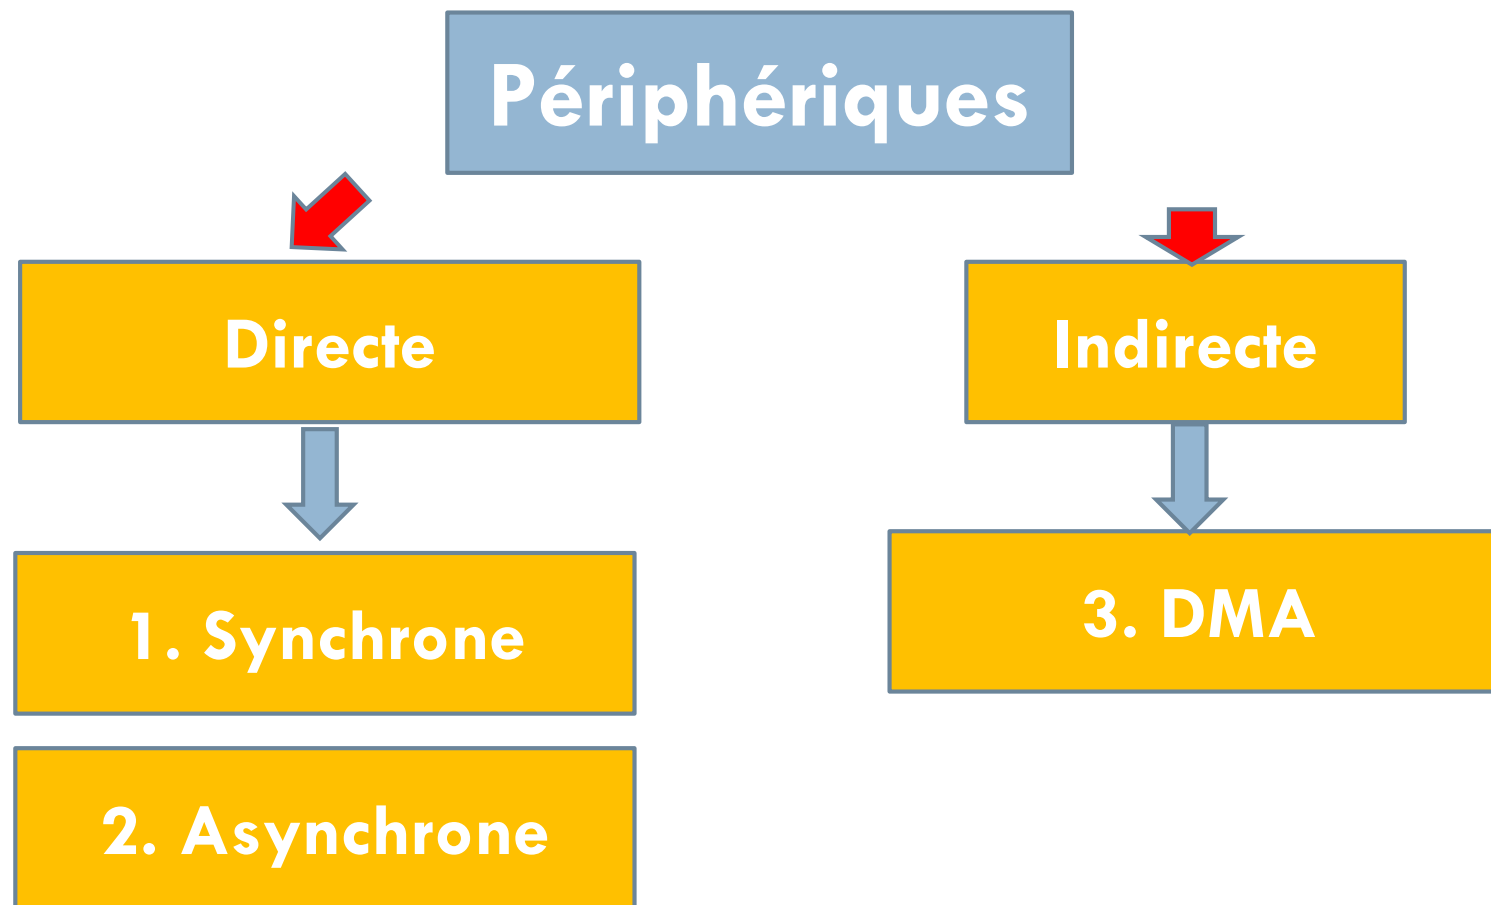 Périphériques
Directe
Indirecte
1. Synchrone
3. DMA
2. Asynchrone